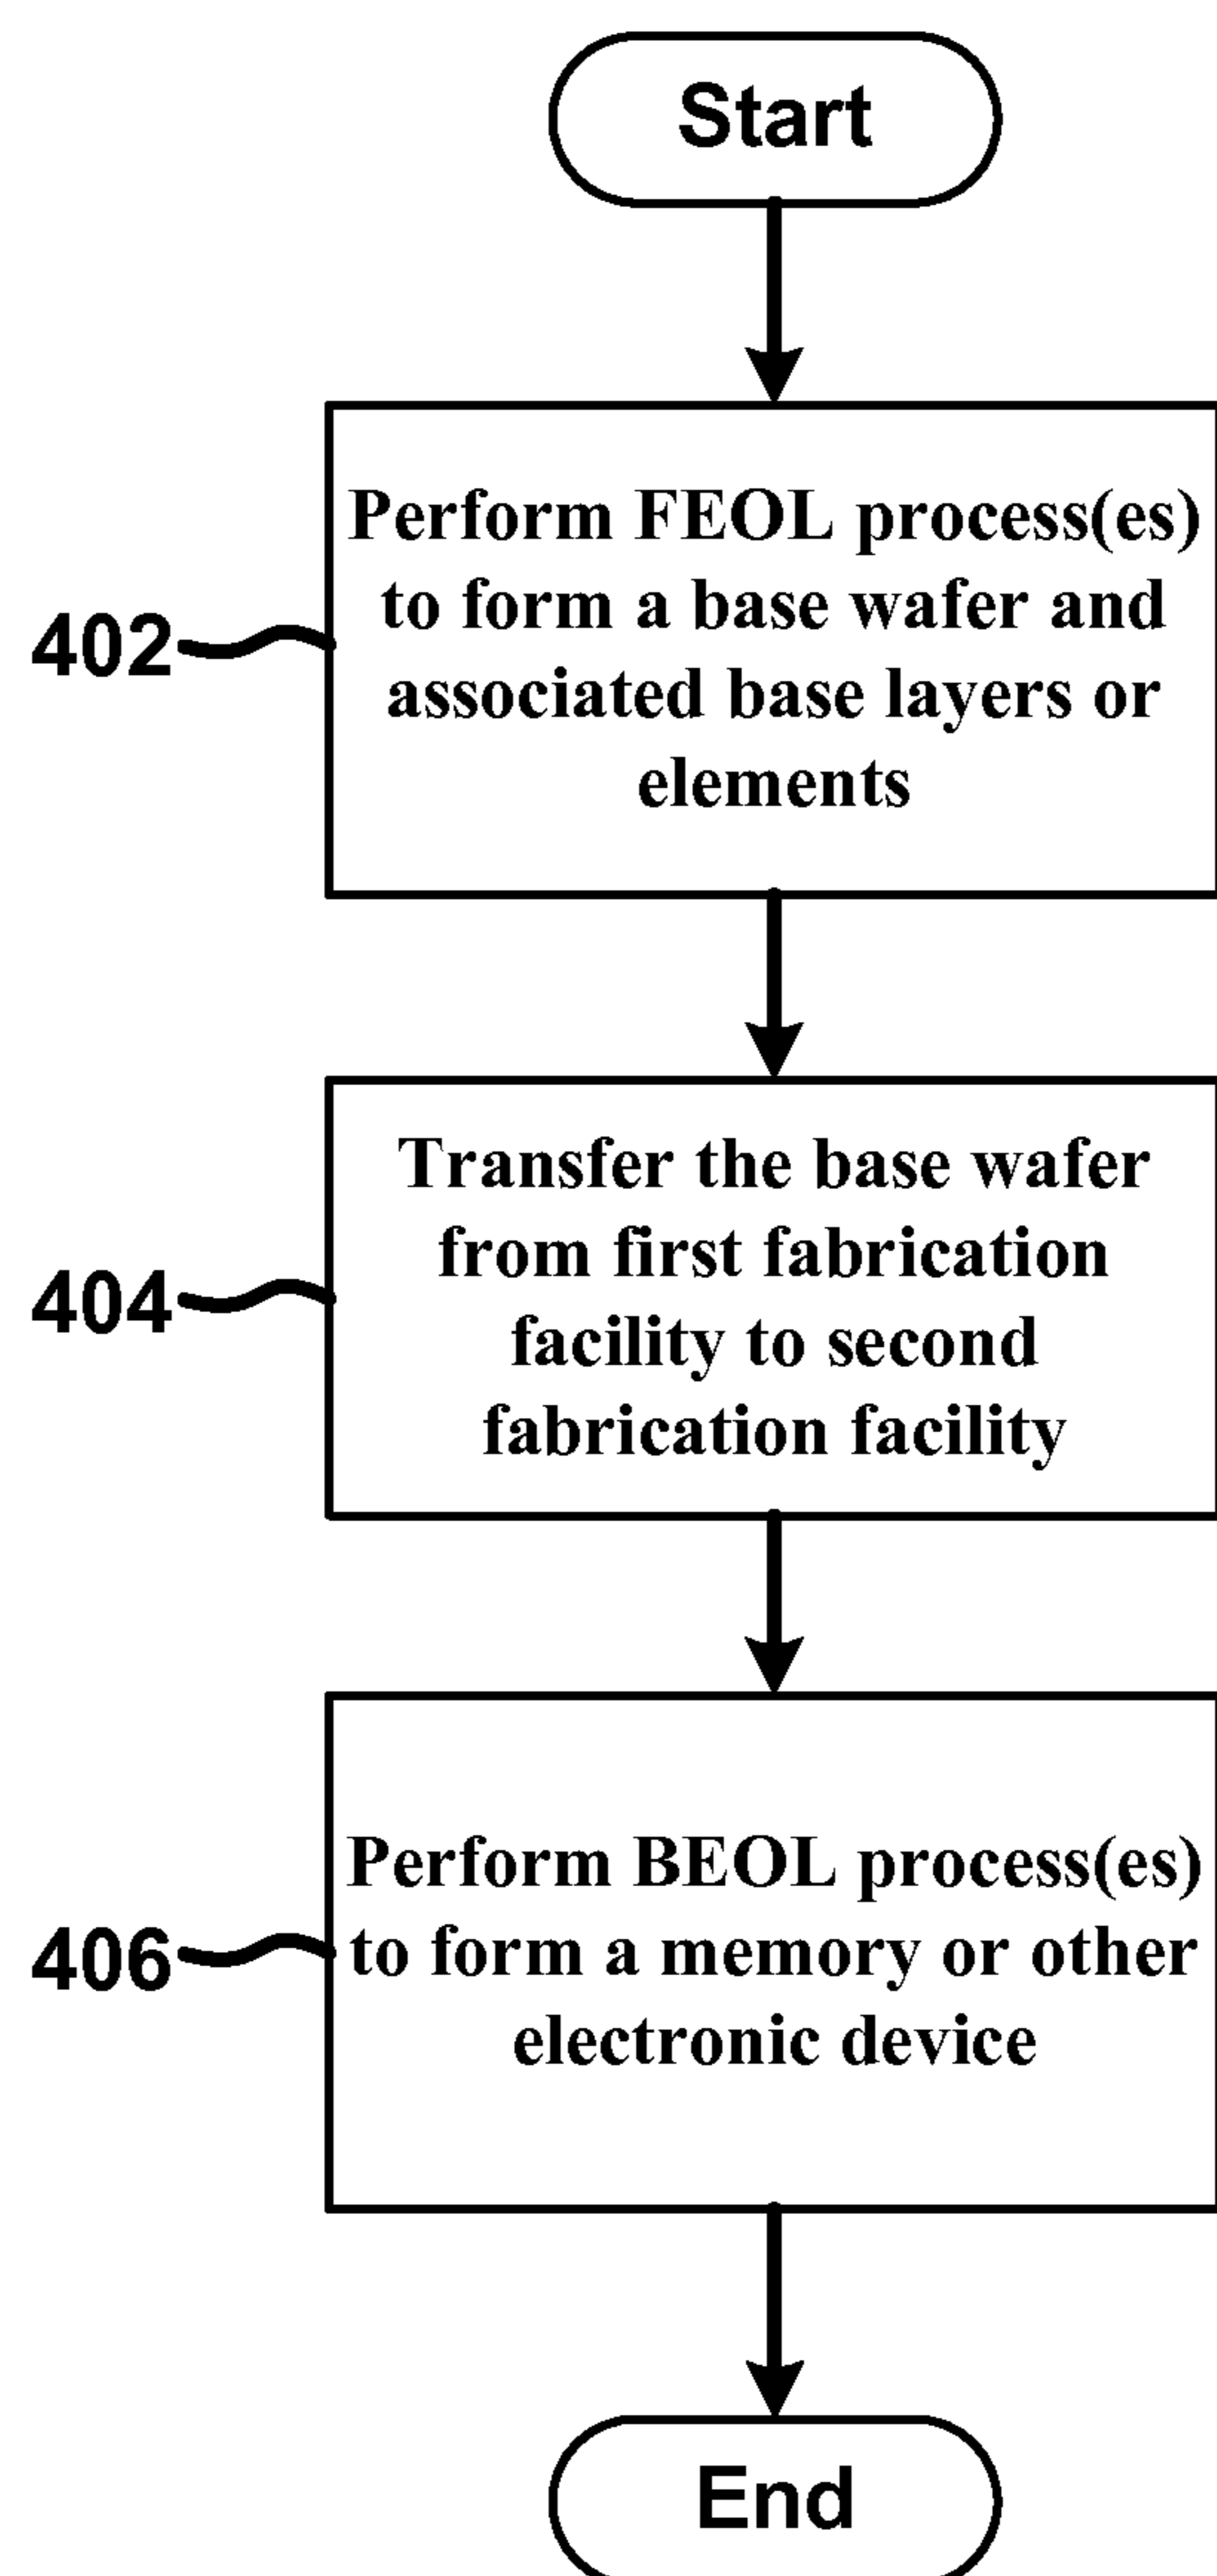 Start
Perform FEOL process(es)
to form a base wafer and
402
associated base layers or
elements
Transfer the base wafer
from first fabrication
404
facility to second
fabrication facility
Perform BEOL process(es)
406
to form a memory or other
electronic device
End